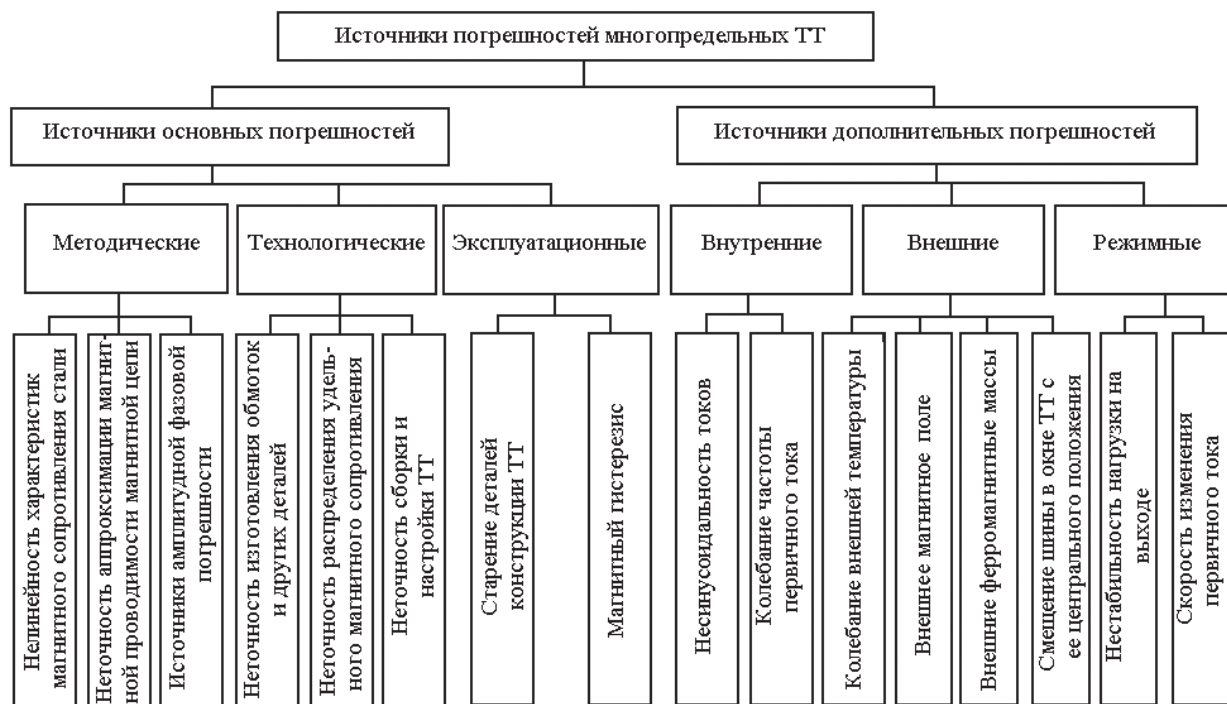 Источники погрешностей многопредельных ТТ
Источники основных погрешностей
Источники дополнительных погрешностей
Методические
Технологические
Эксплуатационные
Внутренние
Внешние
Режимные
Нелинейность характеристик
магнитного сопротивления стали
Неточность аппроксимации магнит-
ной проводимости магнитной цепи
Источники амплитудной фазовой
погрешности
Неточность изготовления обмоток
и других деталей
Неточность распределения удель-
ного магнитного сопротивления
Неточность сборки и
настройки ТТ
Старение деталей
конструкции ТТ
Магнитный гистерезис
Несинусоидальность токов
Колебание частоты
первичного тока
Колебание внешней температуры
Внешнее магнитное поле
Внешние ферромагнитные массы
Смещение шины в окне ТТ с
ее центрального положения
Нестабильность нагрузки на
выходе
Скорость изменения
первичного тока